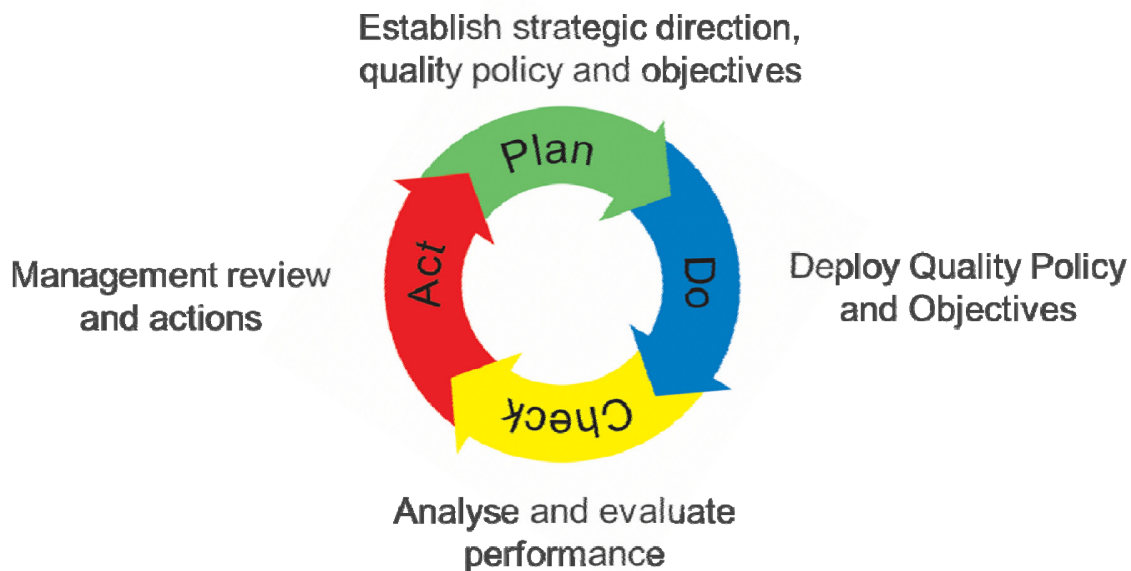 Establish strategic direction,
quality policy and objectives
Plan
Do
Deploy Quality Policy
and Objectives
Check
Analyse and evaluate
performance
Act
Management review
and actions